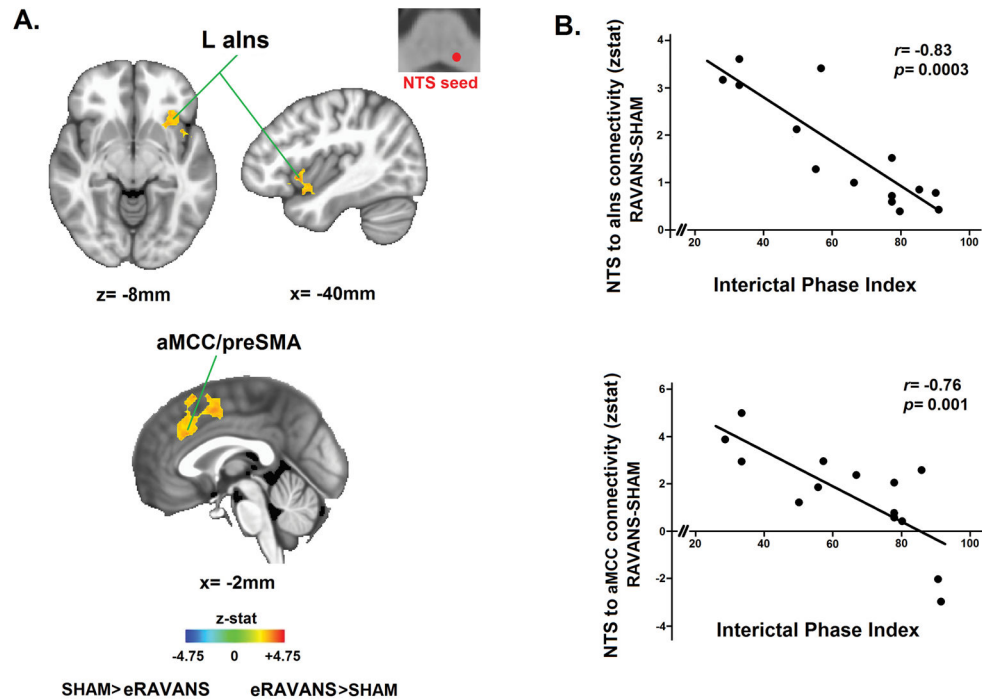 A.
L aIns
NTS seed
z= -8mm
x= -40mm
aMCC/preSMA
x= -2mm
z-stat
-4.75 0 +4.75
SHAM>eRAVANS eRAVANS>SHAM
B.
NTS to aIns connectivity (zstat)
RAVANS-SHAM
4
3
2
1
0
r= -0.83
p= 0.0003
20 40 60 80 100
Interictal Phase Index
NTS to aMCC connectivity (zstat)
RAVANS-SHAM
6
4
2
0
-2
-4
r= -0.76
p= 0.001
20 40 60 80 100
Interictal Phase Index